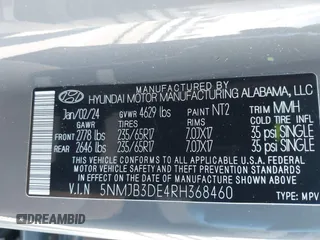 MANUFACTURED BY
HYUNDAI MOTOR MANUFACTURING ALABAMA, LLC
Jan/02/24 GVWR 4629 lbs PAINT NT2 TRIM MMH
GAWR TIRES RIMS COLD TIRE INFL
FRONT 2778 lbs 235/65R17 7.0JX17 35 psi SINGLE
REAR 2646 lbs 235/65R17 7.0JX17 35 psi SINGLE
THIS VEHICLE CONFORMS TO ALL APPLICABLE FEDERAL
MOTOR VEHICLE SAFETY, BUMPER, AND THEFT PREVENTION
STANDARDS IN EFFECT ON THE DATE OF MANUFACTURE SHOWN ABOVE.
V.I.N 5NMJB3DE4RH368460 TYPE: MPV
DREAMBID